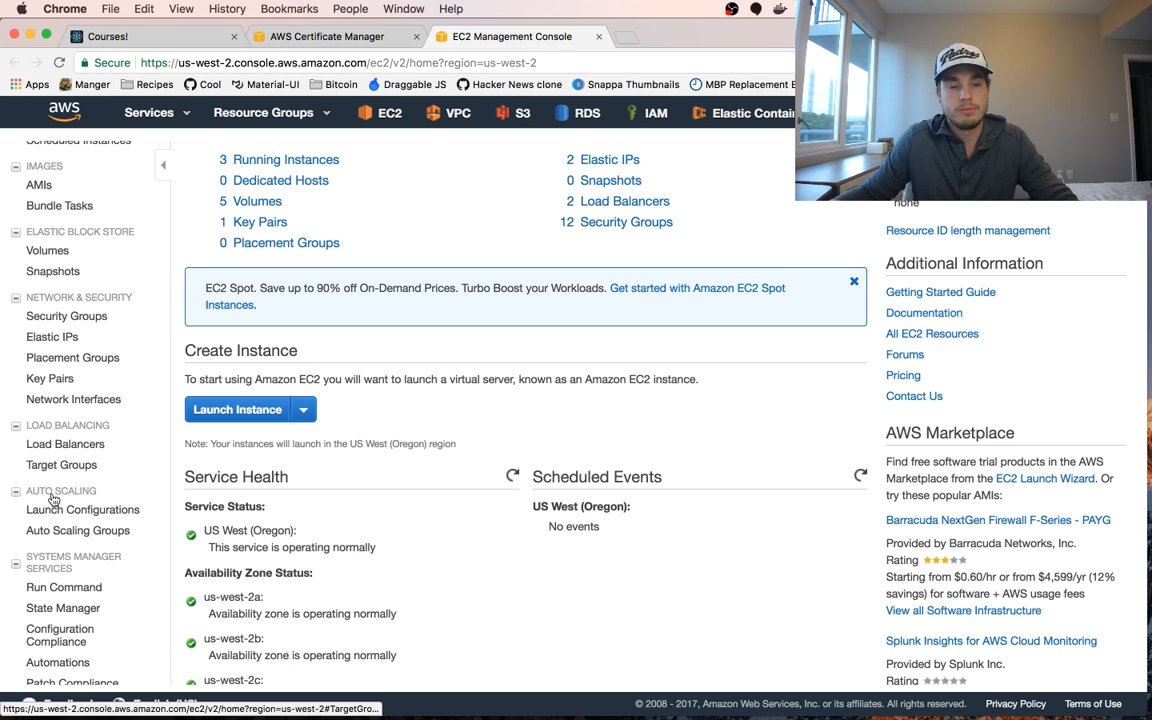 Chrome File Edit View History Bookmarks People Window Help
Courses! AWS Certificate Manager EC2 Management Console
Secure https://us-west-2.console.aws.amazon.com/ec2/v2/home?region=us-west-2
Apps Manger Recipes Cool Material-UI Bitcoin Draggable JS Hacker News clone Snappa Thumbnails MBP Replacement
aws Services Resource Groups EC2 VPC S3 RDS IAM Elastic Contai
Padres
Scheduled Instances
IMAGES
AMIs
Bundle Tasks
ELASTIC BLOCK STORE
Volumes
Snapshots
NETWORK & SECURITY
Security Groups
Elastic IPs
Placement Groups
Key Pairs
Network Interfaces
LOAD BALANCING
Load Balancers
Target Groups
AUTO SCALING
Launch Configurations
Auto Scaling Groups
SYSTEMS MANAGER
SERVICES
Run Command
State Manager
Configuration
Compliance
Automations
Patch Compliance
3 Running Instances
0 Dedicated Hosts
5 Volumes
1 Key Pairs
0 Placement Groups
2 Elastic IPs
0 Snapshots
2 Load Balancers
12 Security Groups
EC2 Spot. Save up to 90% off On-Demand Prices. Turbo Boost your Workloads. Get started with Amazon EC2 Spot
Instances.
Create Instance
To start using Amazon EC2 you will want to launch a virtual server, known as an Amazon EC2 instance.
Launch Instance
Note: Your instances will launch in the US West (Oregon) region
Service Health
Service Status:
US West (Oregon):
This service is operating normally
Availability Zone Status:
us-west-2a:
Availability zone is operating normally
us-west-2b:
Availability zone is operating normally
us-west-2c:
Scheduled Events
US West (Oregon):
No events
none
Resource ID length management
Additional Information
Getting Started Guide
Documentation
All EC2 Resources
Forums
Pricing
Contact Us
AWS Marketplace
Find free software trial products in the AWS
Marketplace from the EC2 Launch Wizard. Or
try these popular AMIs:
Barracuda NextGen Firewall F-Series - PAYG
Provided by Barracuda Networks, Inc.
Rating
Starting from $0.60/hr or from $4,599/yr (12%
savings) for software + AWS usage fees
View all Software Infrastructure
Splunk Insights for AWS Cloud Monitoring
Provided by Splunk Inc.
Rating
https://us-west-2.console.aws.amazon.com/ec2/v2/home?region=us-west-2#TargetGro...
© 2008 - 2017, Amazon Web Services, Inc. or its affiliates. All rights reserved. Privacy Policy Terms of Use